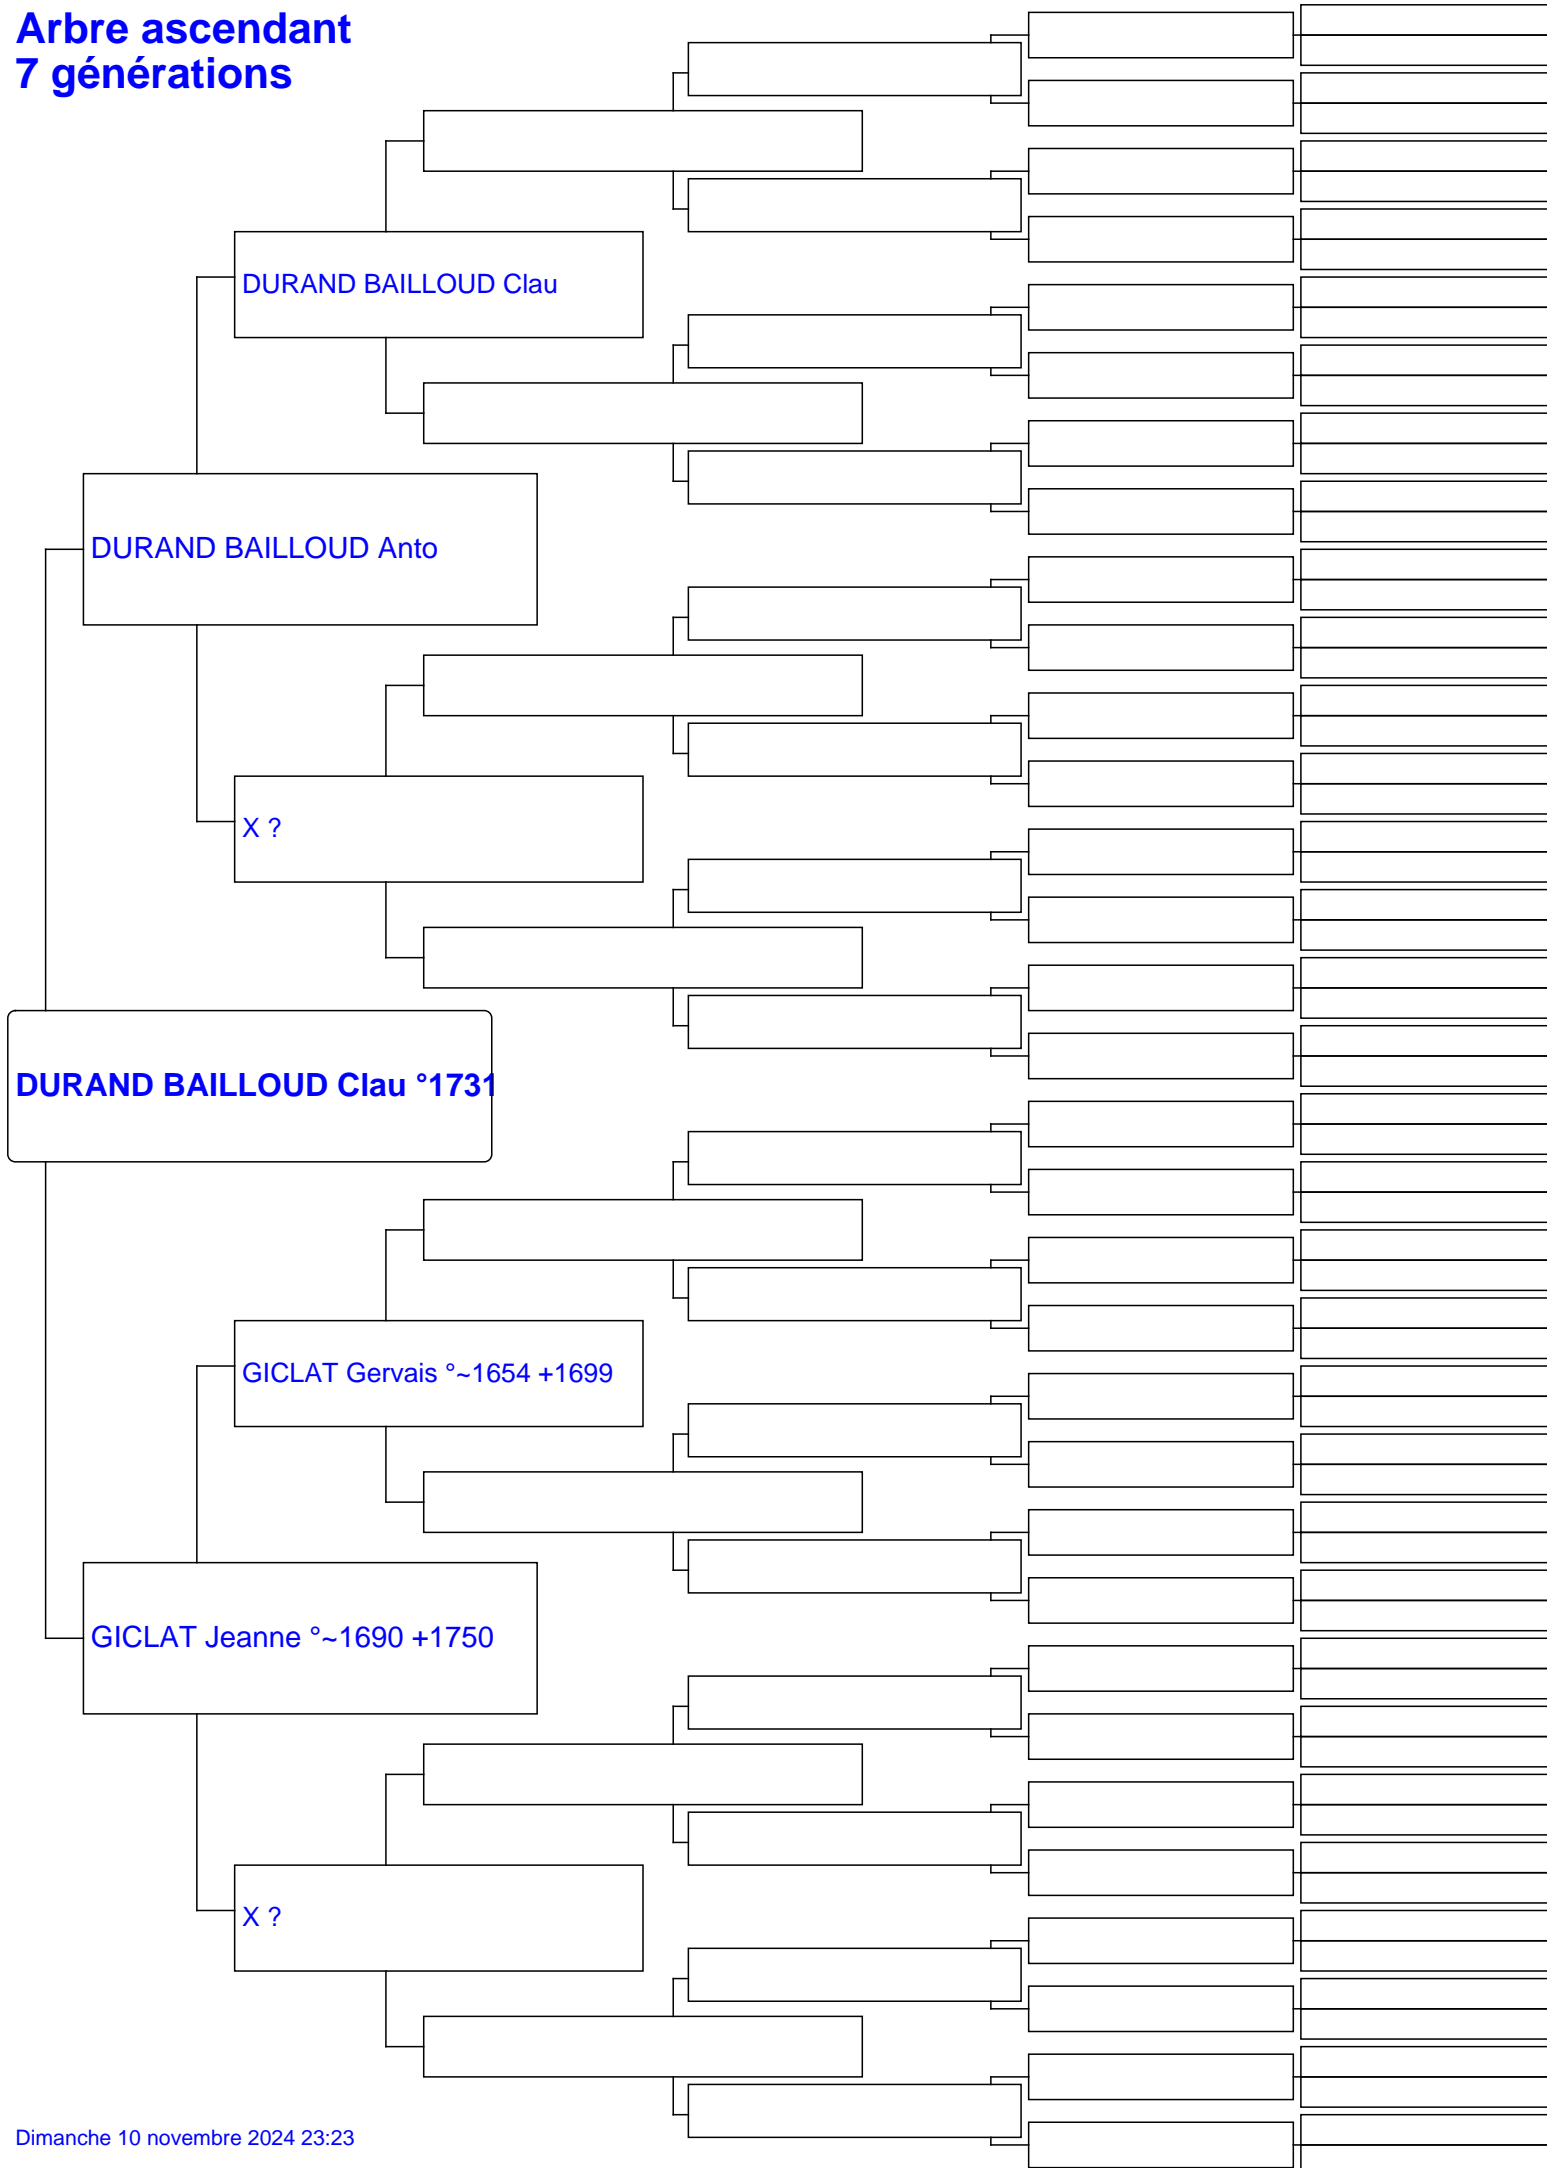 Arbre ascendant
7 générations
DURAND BAILLOUD Clau
DURAND BAILLOUD Anto
X ?
DURAND BAILLOUD Clau °1731
GICLAT Gervais °~1654 +1699
GICLAT Jeanne °~1690 +1750
X ?
Dimanche 10 novembre 2024 23:23